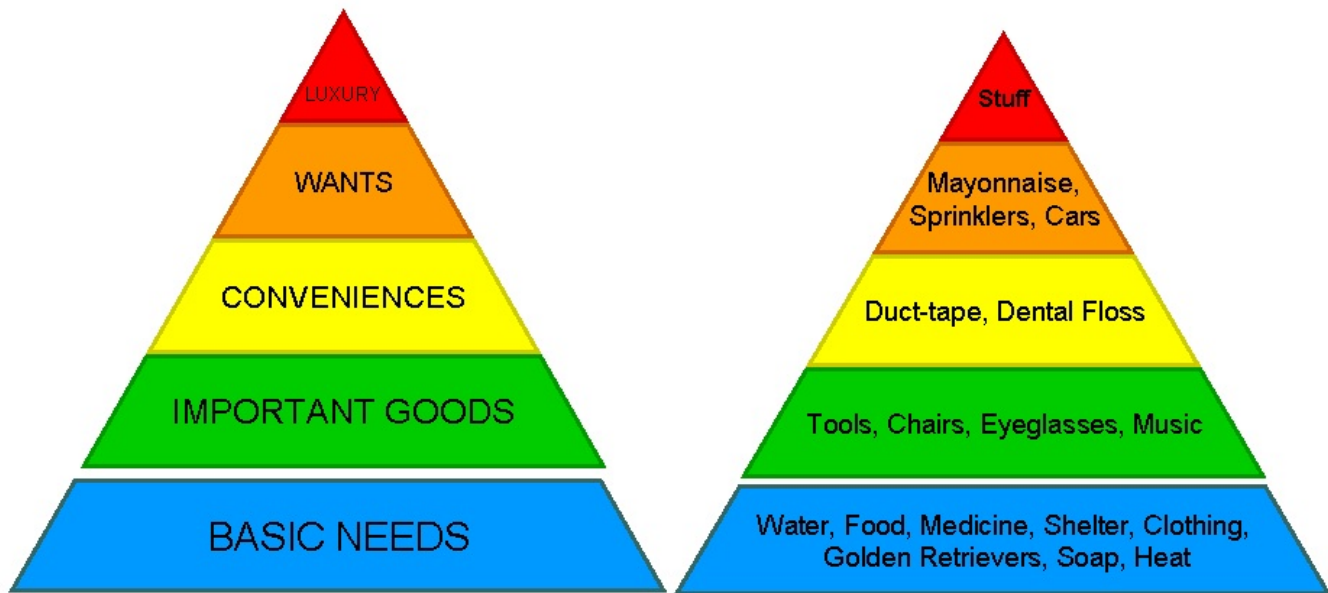 LUXURY
WANTS
CONVENIENCES
IMPORTANT GOODS
BASIC NEEDS
Stuff
Mayonnaise,
Sprinklers, Cars
Duct-tape, Dental Floss
Tools, Chairs, Eyeglasses, Music
Water, Food, Medicine, Shelter, Clothing,
Golden Retrievers, Soap, Heat